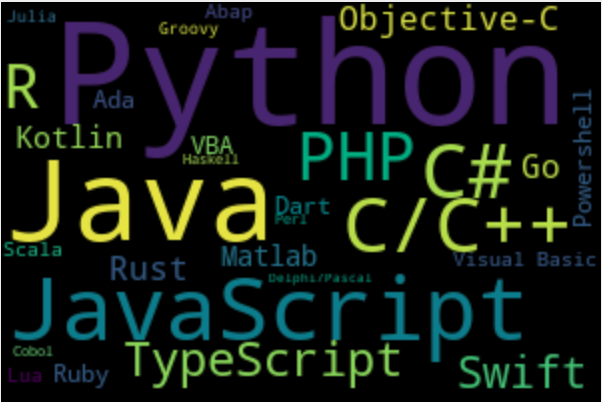 Julia
Abap
Groovy
Objective-C
Python
R
Ada
Powershell
Kotlin
VBA
Haskell
PHP
C#
Go
Java
Dart
Perl
C/C++
Scala
Rust
Matlab
Visual Basic
Delphi/Pascal
JavaScript
Cobol
TypeScript
Lua
Ruby
Swift